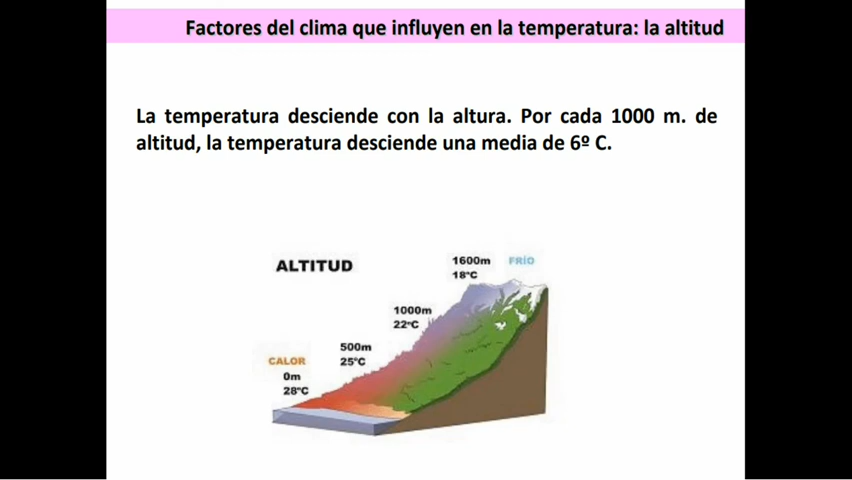 Factores del clima que influyen en la temperatura: la altitud
La temperatura desciende con la altura. Por cada 1000 m. de
altitud, la temperatura desciende una media de 6º C.
ALTITUD
1600m FRÍO
18ºC
1000m
22ºC
500m
25ºC
CALOR
0m
28ºC